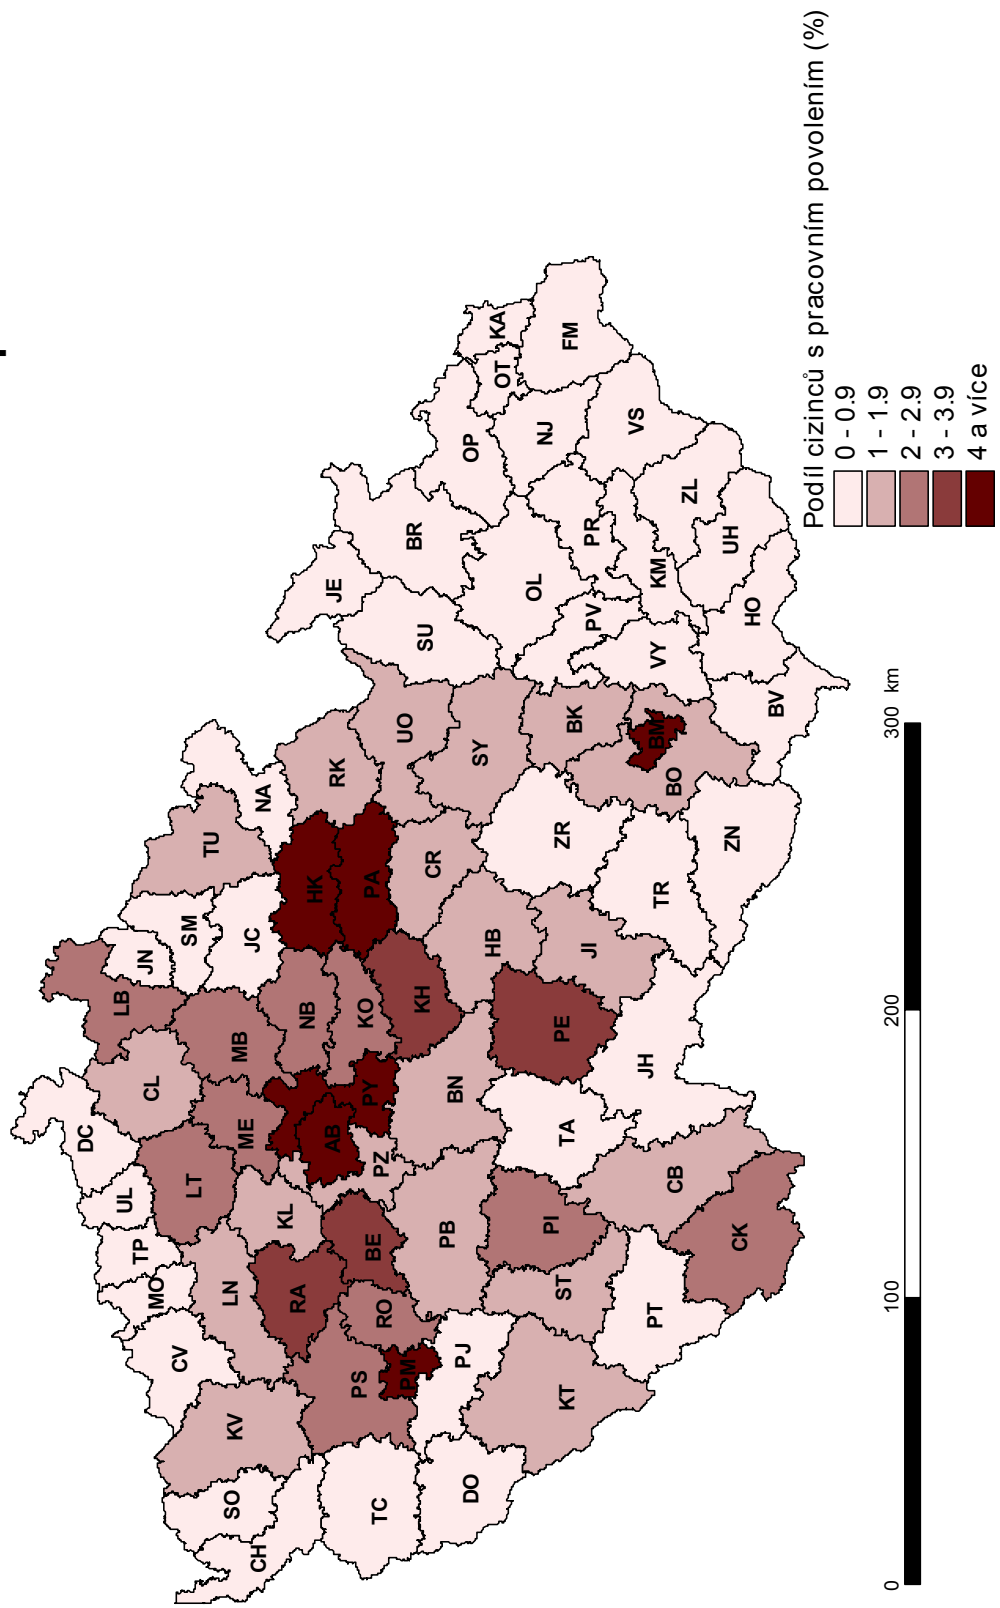 DC
UL
LB
TP
JN
MO
CL
CV
LT
SM
TU
SO
KV
LN
ME
MB
JC
CH
NA
KL
RA
NB
HK
AB
RK
JE
PS
BE
PY
KO
PA
TC
RO
PZ
PM
KH
CR
UO
SU
BR
PB
BN
PJ
DO
HB
SY
OP
KA
OT
PI
OL
NJ
ST
KT
TA
PE
ZR
BK
FM
JI
PV
PR
VS
PT
JH
CB
BM
BO
TR
VY
KM
ZL
CK
ZN
UH
BV
HO
Podíl cizinců s pracovním povolením (%)
0 - 0.9
1 - 1.9
2 - 2.9
3 - 3.9
4 a více
0 100 200 300 km